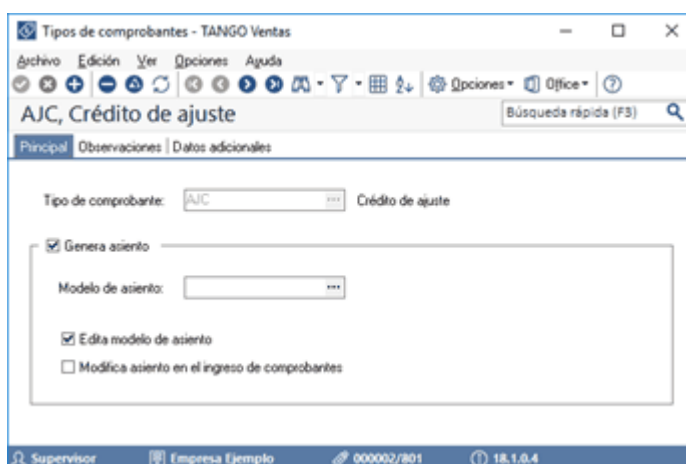 Tipos de comprobantes - TANGO Ventas
Archivo Edición Ver Opciones Ayuda
Opciones Office
AJC, Crédito de ajuste
Búsqueda rápida (F3)
Principal Observaciones Datos adicionales
Tipo de comprobante: AJC ... Crédito de ajuste
Genera asiento
Modelo de asiento: ...
Edita modelo de asiento
Modifica asiento en el ingreso de comprobantes
Supervisor Empresa Ejemplo 000002/801 18.1.0.4